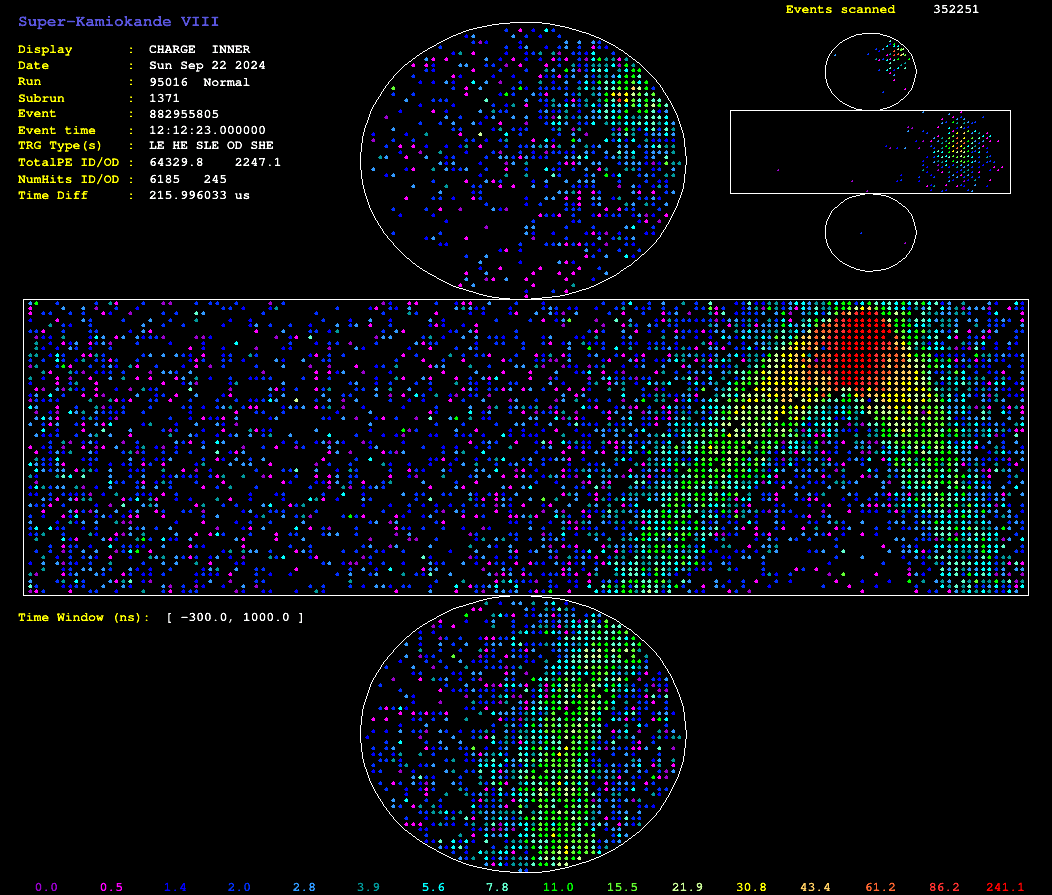 Super-Kamiokande VIII
Events scanned 352251
Display : CHARGE INNER
Date : Sun Sep 22 2024
Run : 95016 Normal
Subrun : 1371
Event : 882955805
Event time : 12:12:23.000000
TRG Type(s) : LE HE SLE OD SHE
TotalPE ID/OD : 64329.8 2247.1
NumHits ID/OD : 6185 245
Time Diff : 215.996033 us
Time Window (ns): [ -300.0, 1000.0 ]
0.0 0.5 1.4 2.0 2.8 3.9 5.6 7.8 11.0 15.5 21.9 30.8 43.4 61.2 86.2 241.1